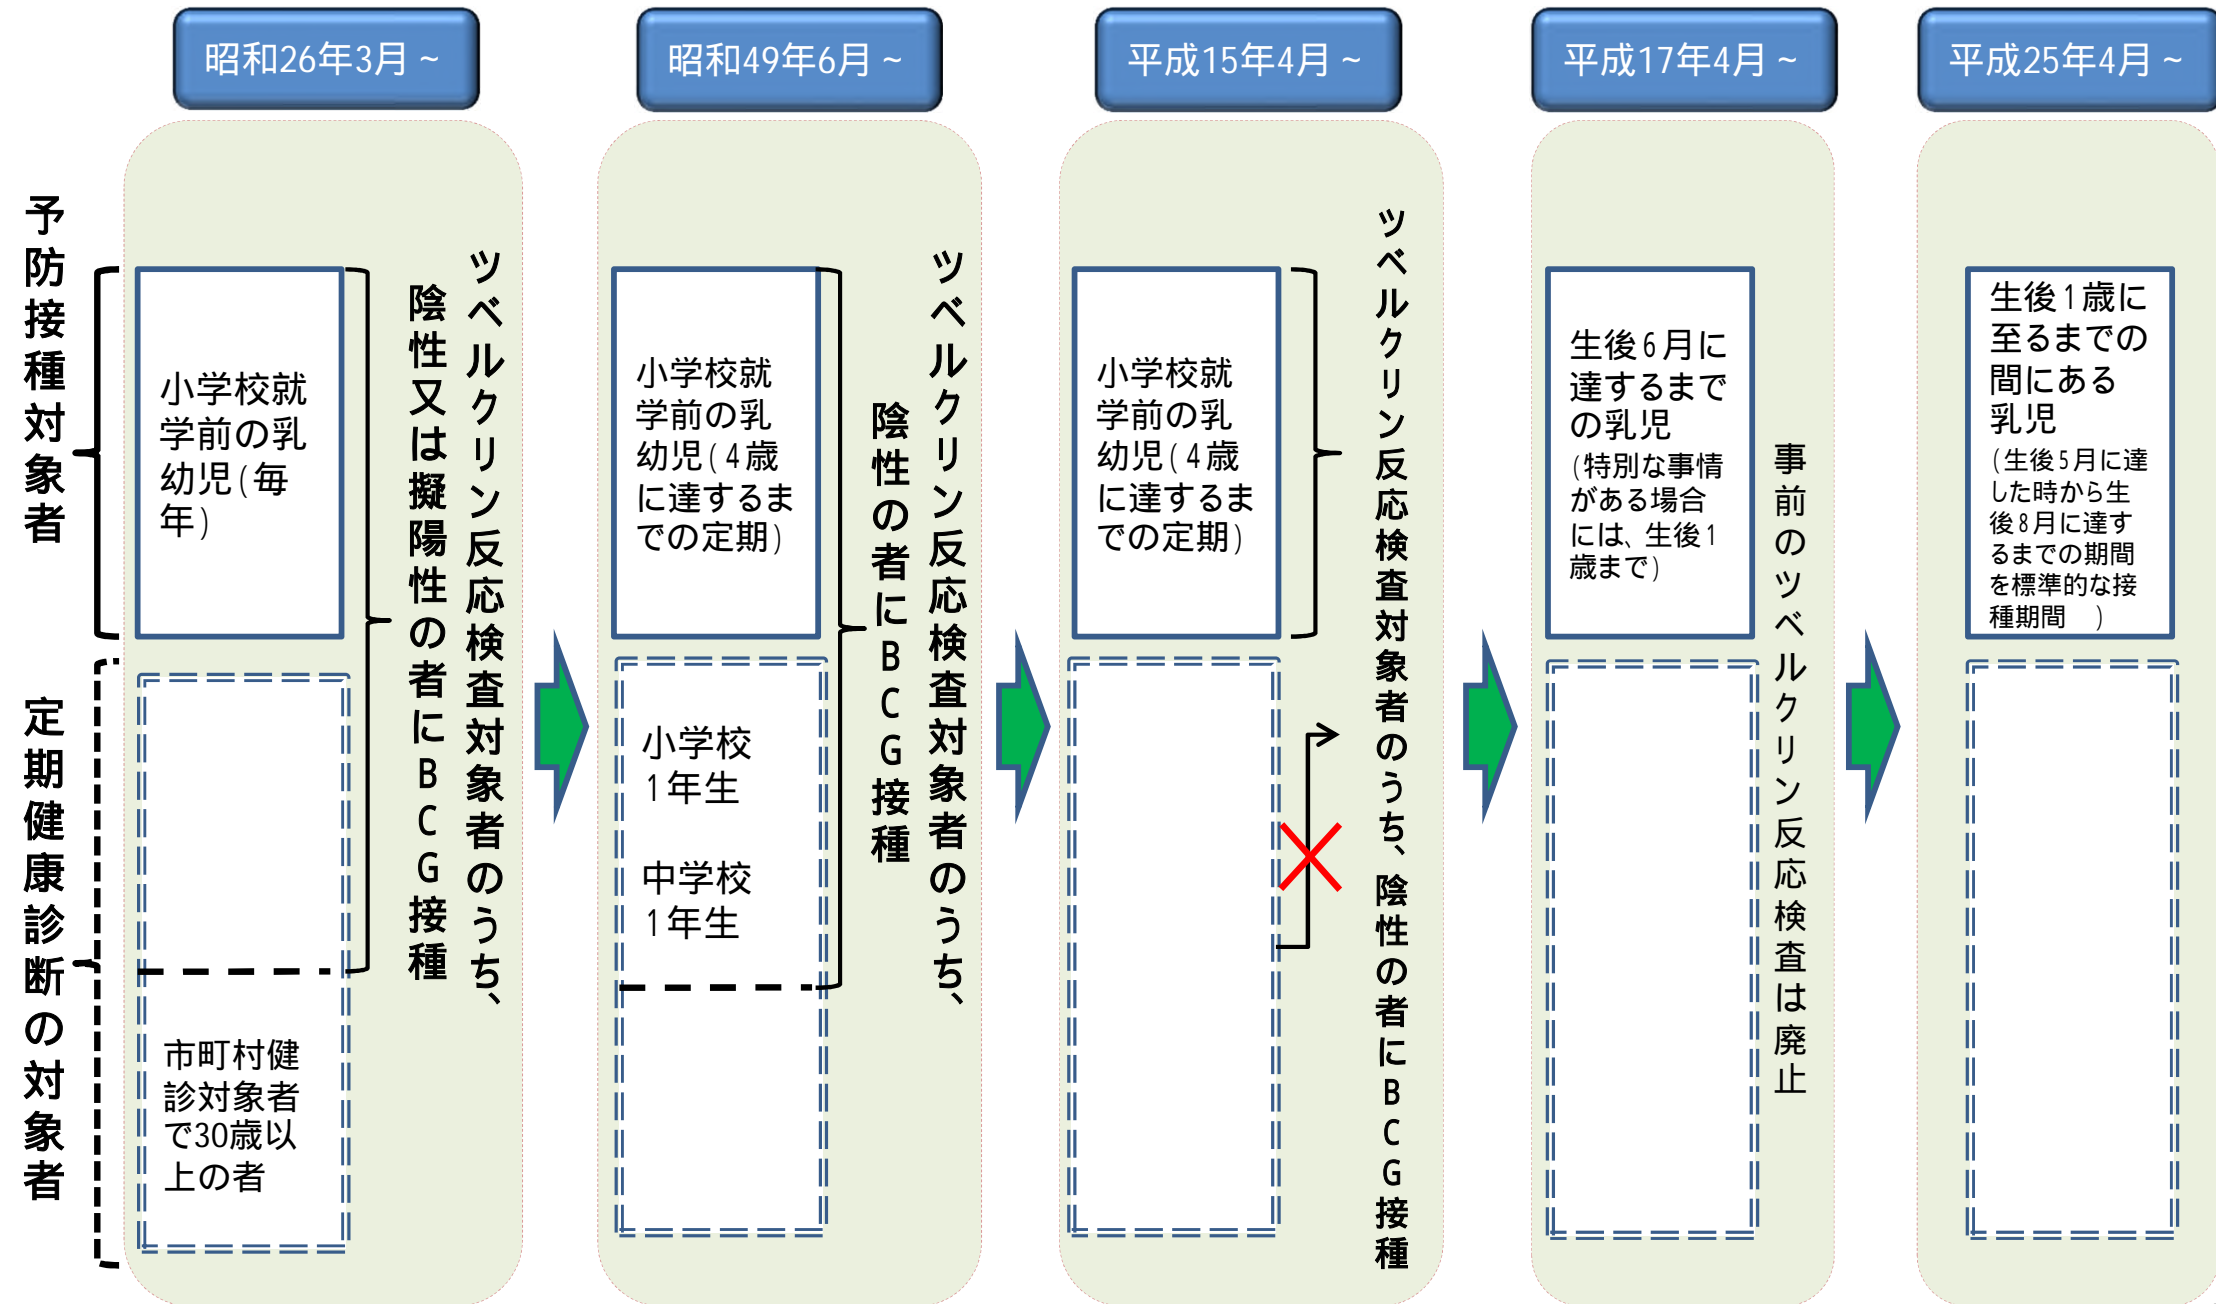 昭和26年3月~
昭和49年6月~
平成15年4月~
平成17年4月~
平成25年4月~
予防接種対象者
定期健康診断の対象者
小学校就
学前の乳
幼児(毎
年)
市町村健
診対象者
で30歳以
上の者
ツベルクリン反応検査対象者のうち、
陰性又は擬陽性の者にBCG接種
小学校就
学前の乳
幼児(4歳
に達するま
での定期)
小学校
1年生
中学校
1年生
ツベルクリン反応検査対象者のうち、
陰性の者にBCG接種
小学校就
学前の乳
幼児(4歳
に達するま
での定期)
ツベルクリン反応検査対象者のうち、陰性の者にBCG接種
生後6月に
達するまで
の乳児
(特別な事情
がある場合
には、生後1
歳まで)
事前のツベルクリン反応検査は廃止
生後1歳に
至るまでの
間にある
乳児
(生後5月に達
した時から生
後8月に達す
るまでの期間
を標準的な接
種期間 )